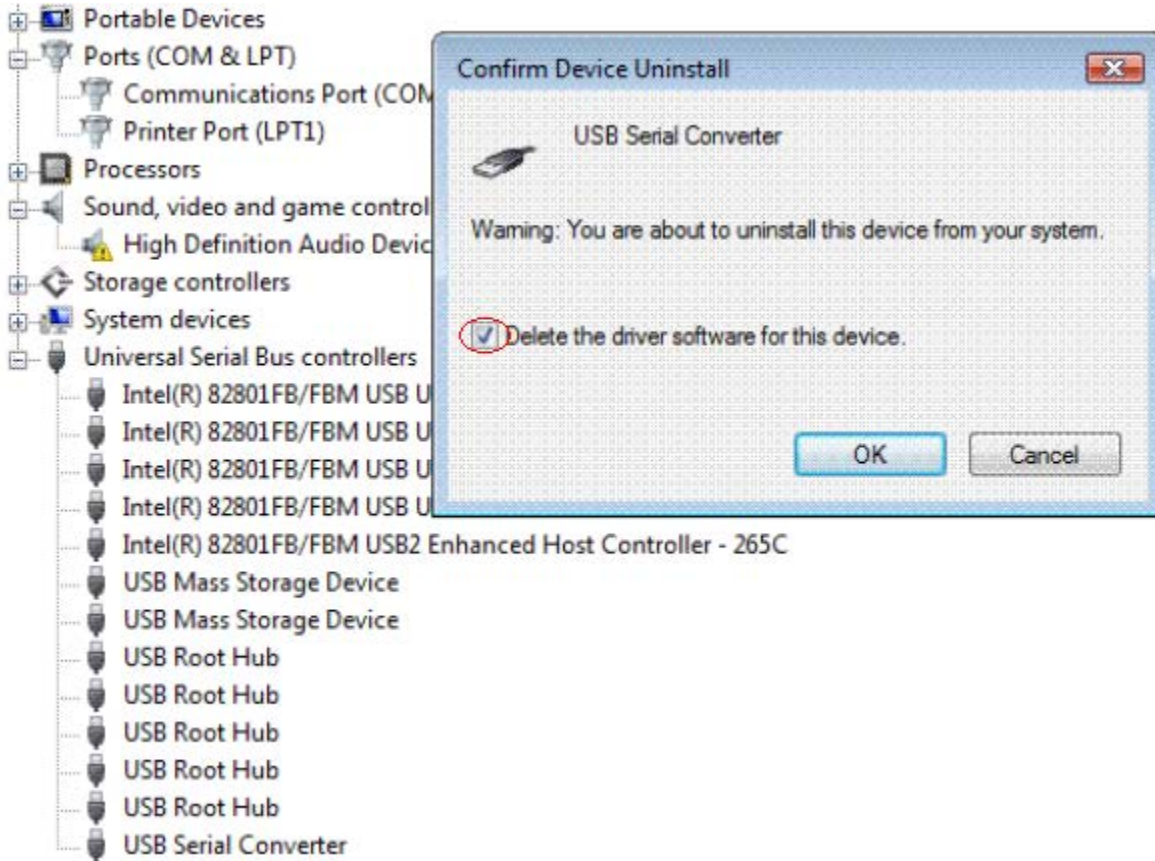 Portable Devices
Ports (COM & LPT)
Communications Port (COM
Printer Port (LPT1)
Processors
Sound, video and game control
High Definition Audio Devic
Storage controllers
System devices
Universal Serial Bus controllers
Intel(R) 82801FB/FBM USB U
Intel(R) 82801FB/FBM USB U
Intel(R) 82801FB/FBM USB U
Intel(R) 82801FB/FBM USB U
Intel(R) 82801FB/FBM USB2 Enhanced Host Controller - 265C
USB Mass Storage Device
USB Mass Storage Device
USB Root Hub
USB Root Hub
USB Root Hub
USB Root Hub
USB Root Hub
USB Serial Converter
Confirm Device Uninstall
USB Serial Converter
Warning: You are about to uninstall this device from your system.
Delete the driver software for this device.
OK
Cancel